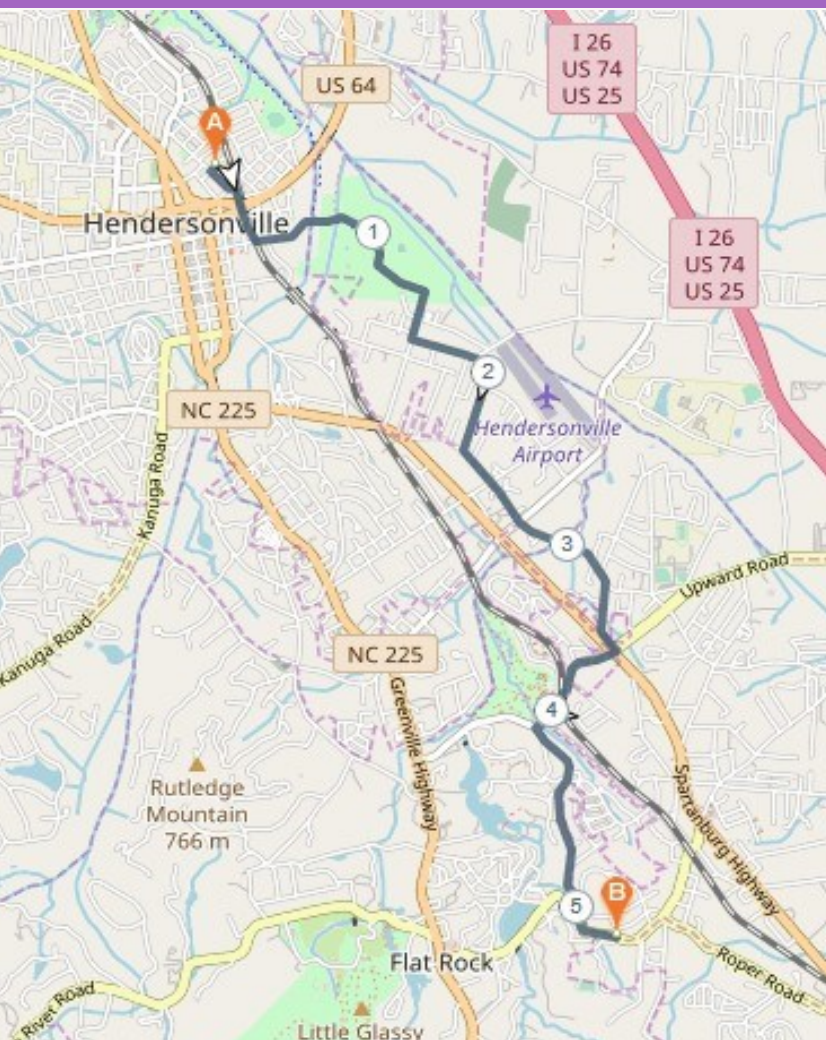 I 26
US 74
US 25
US 64
A
Hendersonville
1
I 26
US 74
US 25
2
NC 225
Hendersonville
Airport
Kanuga Road
3
Upward Road
Kanuga Road
NC 225
4
Greenville Highway
Rutledge
Mountain
766 m
Spartanburg Highway
B
5
Flat Rock
Roper Road
River Road
Little Glassy